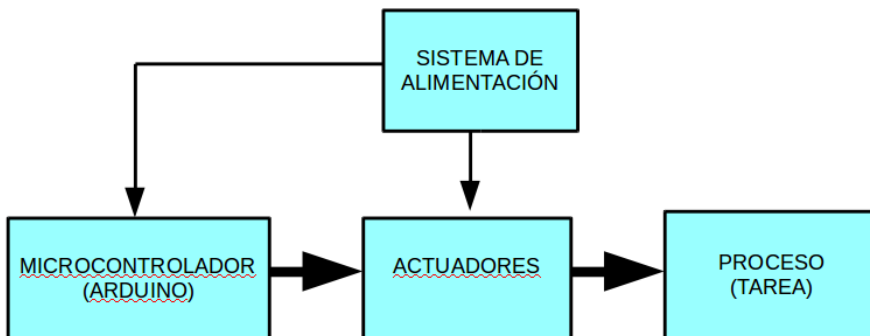 SISTEMA DE
ALIMENTACIÓN
MICROCONTROLADOR
(ARDUINO)
ACTUADORES
PROCESO
(TAREA)